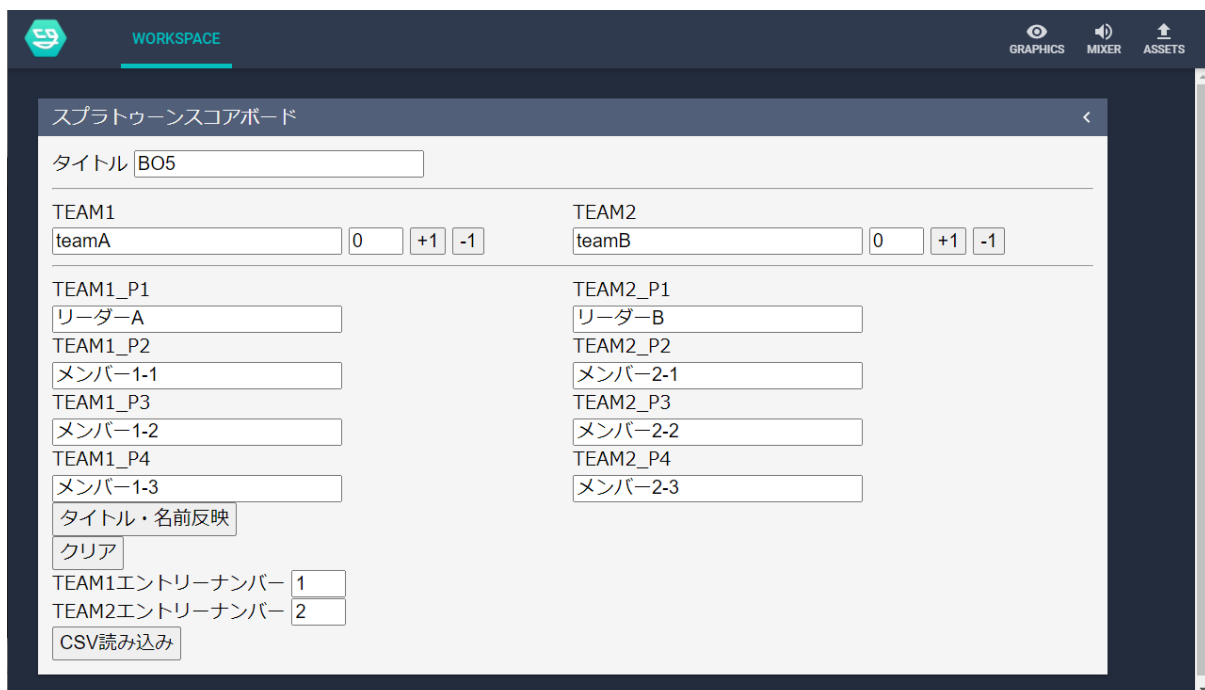 WORKSPACE
GRAPHICS
MIXER
ASSETS
スプラトゥーンスコアボード
タイトル BO5
TEAM1 TEAM2
teamA 0 +1 -1 teamB 0 +1 -1
TEAM1_P1 TEAM2_P1
リーダーA リーダーB
TEAM1_P2 TEAM2_P2
メンバー1-1 メンバー2-1
TEAM1_P3 TEAM2_P3
メンバー1-2 メンバー2-2
TEAM1_P4 TEAM2_P4
メンバー1-3 メンバー2-3
タイトル・名前反映
クリア
TEAM1エントリーナンバー 1
TEAM2エントリーナンバー 2
CSV読み込み